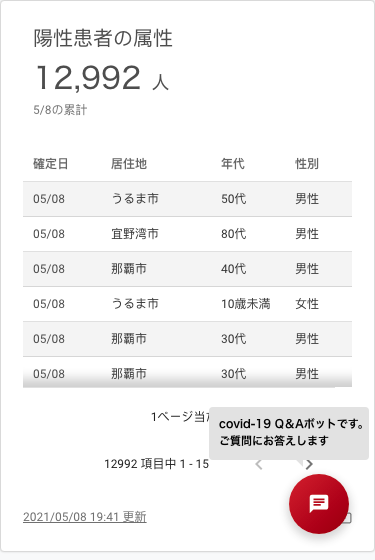 陽性患者の属性
12,992 人
5/8の累計
確定日 居住地 年代 性別
05/08 うるま市 50代 男性
05/08 宜野湾市 80代 男性
05/08 那覇市 40代 男性
05/08 うるま市 10歳未満 女性
05/08 那覇市 30代 男性
05/08 那覇市 30代 男性
1ページ当
covid-19 Q&Aボットです。
ご質問にお答えします
12992 項目中 1 - 15
2021/05/08 19:41 更新